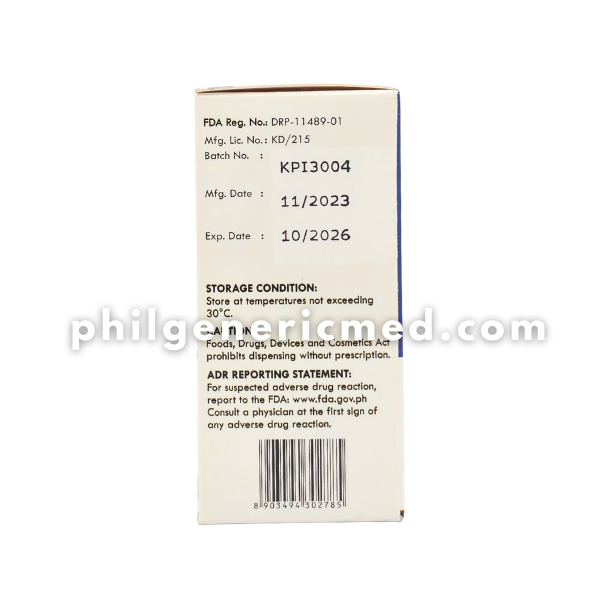 FDA Reg. No.: DRP-11489-01
Mfg. Lic. No.: KD/215
Batch No. : KPI3004
Mfg. Date : 11/2023
Exp. Date : 10/2026
STORAGE CONDITION:
Store at temperatures not exceeding
30°C.
philgenericmed.com
CAUTION:
Foods, Drugs, Devices and Cosmetics Act
prohibits dispensing without prescription.
ADR REPORTING STATEMENT:
For suspected adverse drug reaction,
report to the FDA: www.fda.gov.ph
Consult a physician at the first sign of
any adverse drug reaction.
8 903494 302785